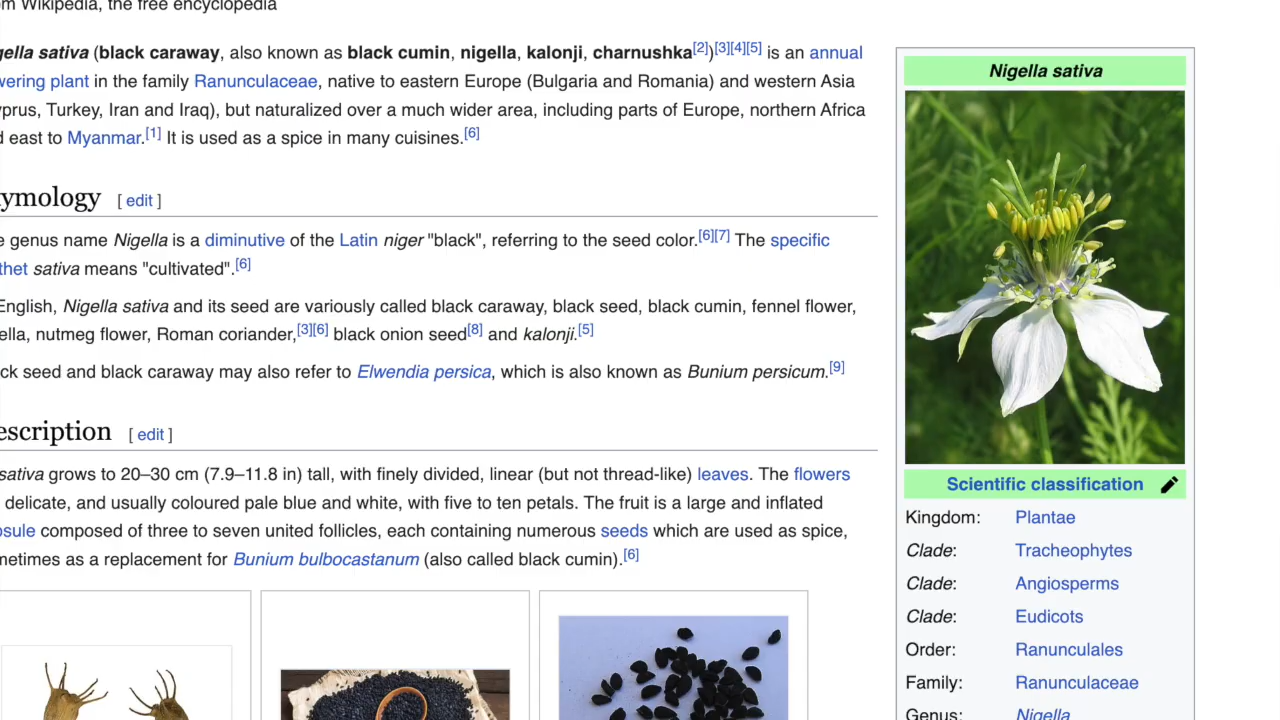 m Wikipedia, the free encyclopedia
gella sativa (black caraway, also known as black cumin, nigella, kalonji, charnushka[2])[3][4][5] is an annual
wering plant in the family Ranunculaceae, native to eastern Europe (Bulgaria and Romania) and western Asia
yprus, Turkey, Iran and Iraq), but naturalized over a much wider area, including parts of Europe, northern Africa
d east to Myanmar.[1] It is used as a spice in many cuisines.[6]
ymology [ edit ]
e genus name Nigella is a diminutive of the Latin niger "black", referring to the seed color.[6][7] The specific
thet sativa means "cultivated".[6]
English, Nigella sativa and its seed are variously called black caraway, black seed, black cumin, fennel flower,
ella, nutmeg flower, Roman coriander,[3][6] black onion seed[8] and kalonji.[5]
ck seed and black caraway may also refer to Elwendia persica, which is also known as Bunium persicum.[9]
escription [ edit ]
sativa grows to 20–30 cm (7.9–11.8 in) tall, with finely divided, linear (but not thread-like) leaves. The flowers
delicate, and usually coloured pale blue and white, with five to ten petals. The fruit is a large and inflated
psule composed of three to seven united follicles, each containing numerous seeds which are used as spice,
metimes as a replacement for Bunium bulbocastanum (also called black cumin).[6]
Nigella sativa
Scientific classification
Kingdom: Plantae
Clade: Tracheophytes
Clade: Angiosperms
Clade: Eudicots
Order: Ranunculales
Family: Ranunculaceae
Genus: Nigella